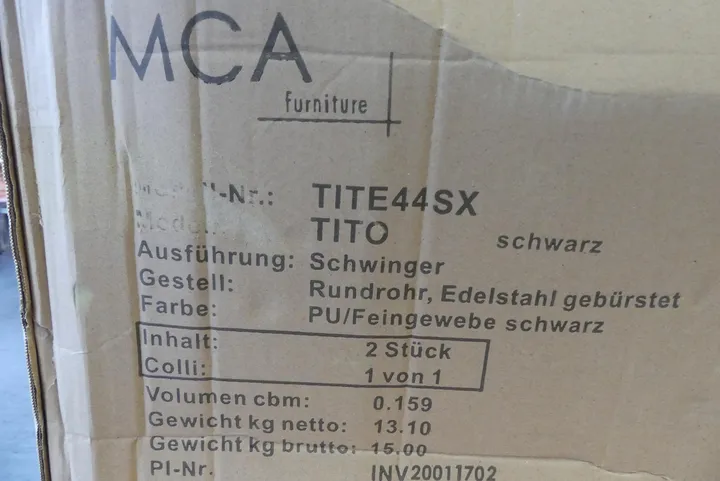 MCA
Furniture
TITE44SX
TITO schwarz
Ausführung: Schwinger
Gestell: Rundrohr, Edelstahl gebürstet
Farbe: PU/Feingewebe schwarz
Inhalt: 2 Stück
Colli: 1 von 1
Volumen cbm: 0.159
Gewicht kg netto: 13.10
Gewicht kg brutto: 15.00
PI-Nr. INV20011702